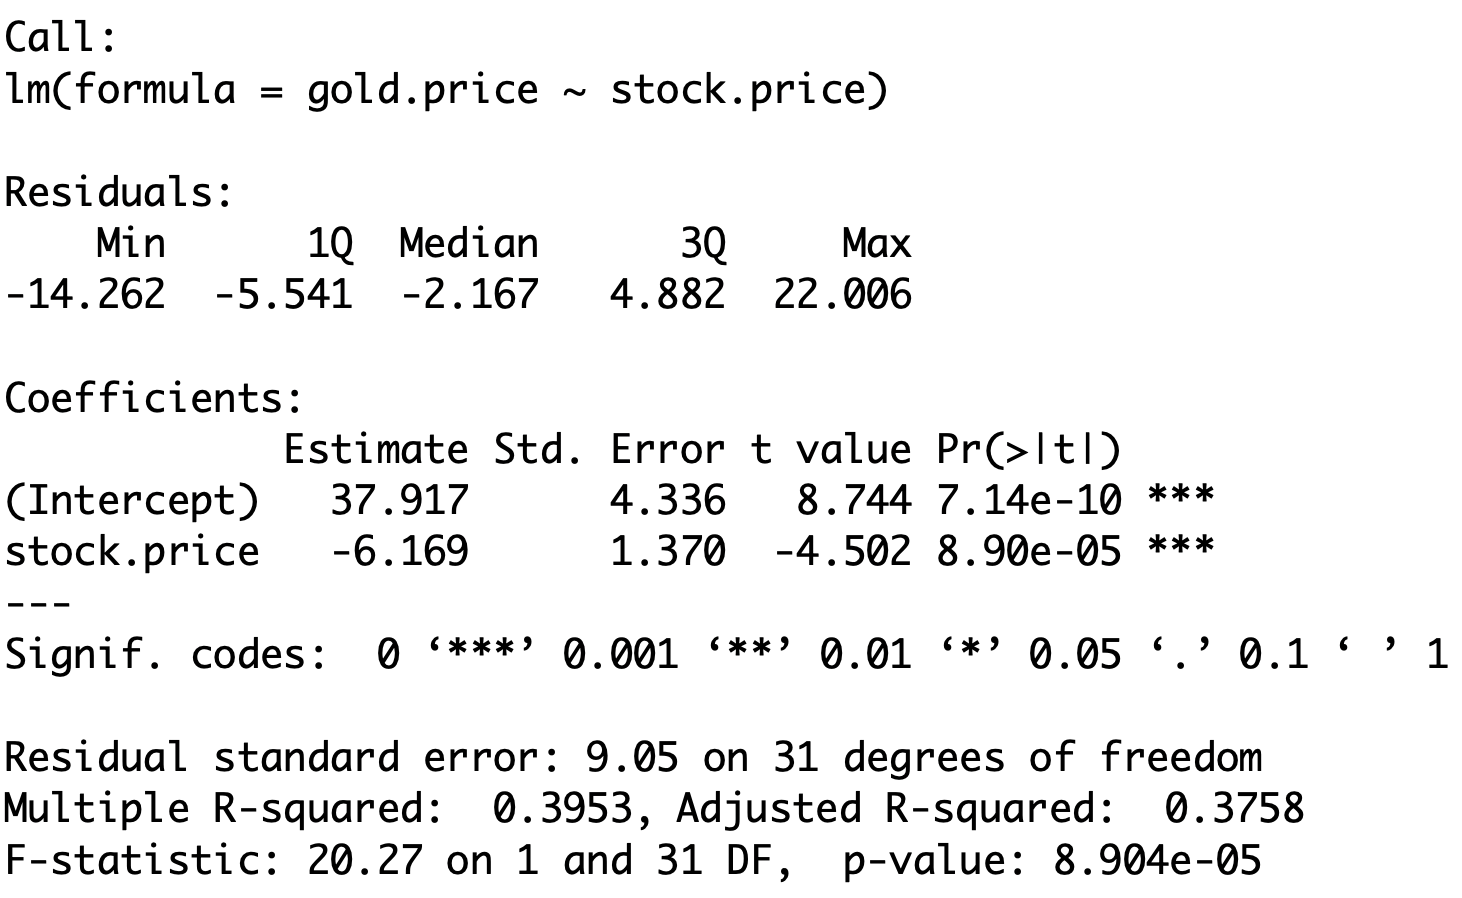 Call:
lm(formula = gold.price ~ stock.price)
Residuals:
    Min      1Q  Median      3Q     Max
-14.262  -5.541  -2.167   4.882  22.006
Coefficients:
            Estimate Std. Error t value Pr(>|t|)
(Intercept)   37.917      4.336   8.744 7.14e-10 ***
stock.price   -6.169      1.370  -4.502 8.90e-05 ***
---
Signif. codes:  0 ‘***’ 0.001 ‘**’ 0.01 ‘*’ 0.05 ‘.’ 0.1 ‘ ’ 1
Residual standard error: 9.05 on 31 degrees of freedom
Multiple R-squared:  0.3953, Adjusted R-squared:  0.3758
F-statistic: 20.27 on 1 and 31 DF,  p-value: 8.904e-05